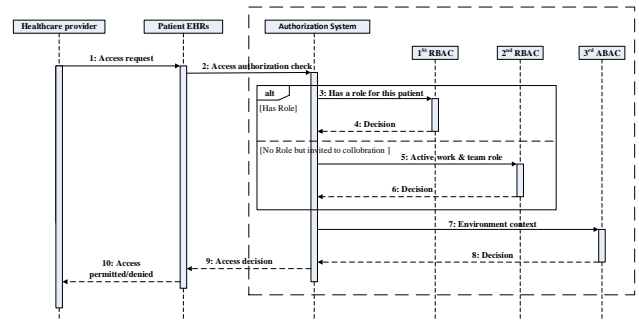 Healthcare provider
Patient EHRs
Authorization System
1St RBAC
2nd RBAC
3rd ABAC
1: Access request
2: Access authorization check
alt
3: Has a role for this patient
[Has Role]
4: Decision
[No Role but invited to collobration ]
5: Active work & team role
6: Decision
7: Environment context
8: Decision
9: Access decision
10: Access
permitted/denied